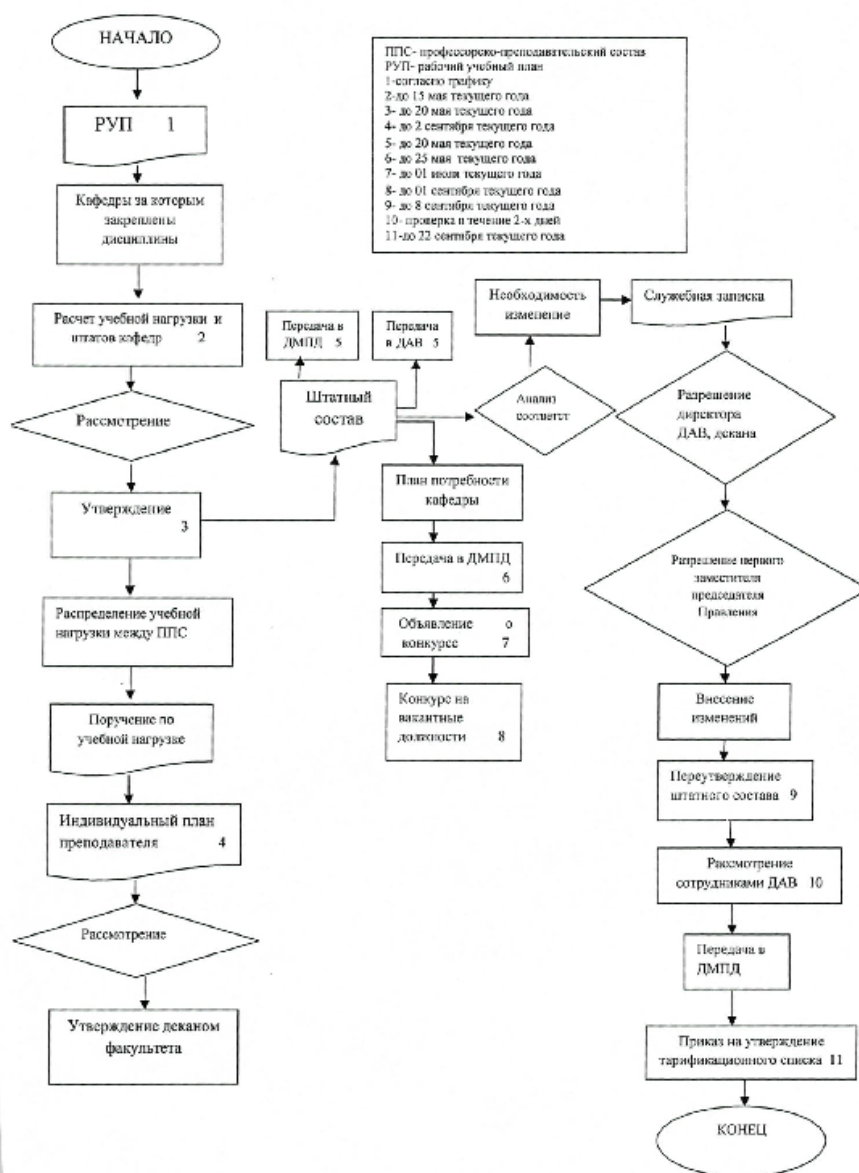 НАЧАЛО
ППС- профессорско-преподавательский состав
РУП- рабочий учебный план
1-согласно графику
2-до 15 мая текущего года
3- до 20 мая текущего года
4- до 2 сентября текущего года
5- до 20 мая текущего года
6- до 25 мая текущего года
7- до 01 июля текущего года
8- до 01 сентября текущего года
9- до 8 сентября текущего года
10- проверка в течение 2-х дней
11-до 22 сентября текущего года
РУП 1
Кафедры за которым
закреплены
дисциплины
Расчет учебной нагрузки и
штатов кафедр 2
Рассмотрение
Утверждение
3
Распределение учебной
нагрузки между ППС
Поручение по
учебной нагрузке
Индивидуальный план
преподавателя 4
Рассмотрение
Утверждение деканом
факультета
Передача в
ДМПД 5
Передача
в ДАВ 5
Штатный
состав
План потребности
кафедры
Передача в ДМПД
6
Объявление о
конкурсе 7
Конкурс на
вакантные
должности 8
Анализ
соответст
Необходимость
изменение
Служебная записка
Разрешение
директора
ДАВ, декана
Разрешение первого
заместителя
председателя
Правления
Внесение
изменений
Переутверждение
штатного состава 9
Рассмотрение
сотрудниками ДАВ 10
Передача в
ДМПД
Приказ на утверждение
тарификационного списка 11
КОНЕЦ